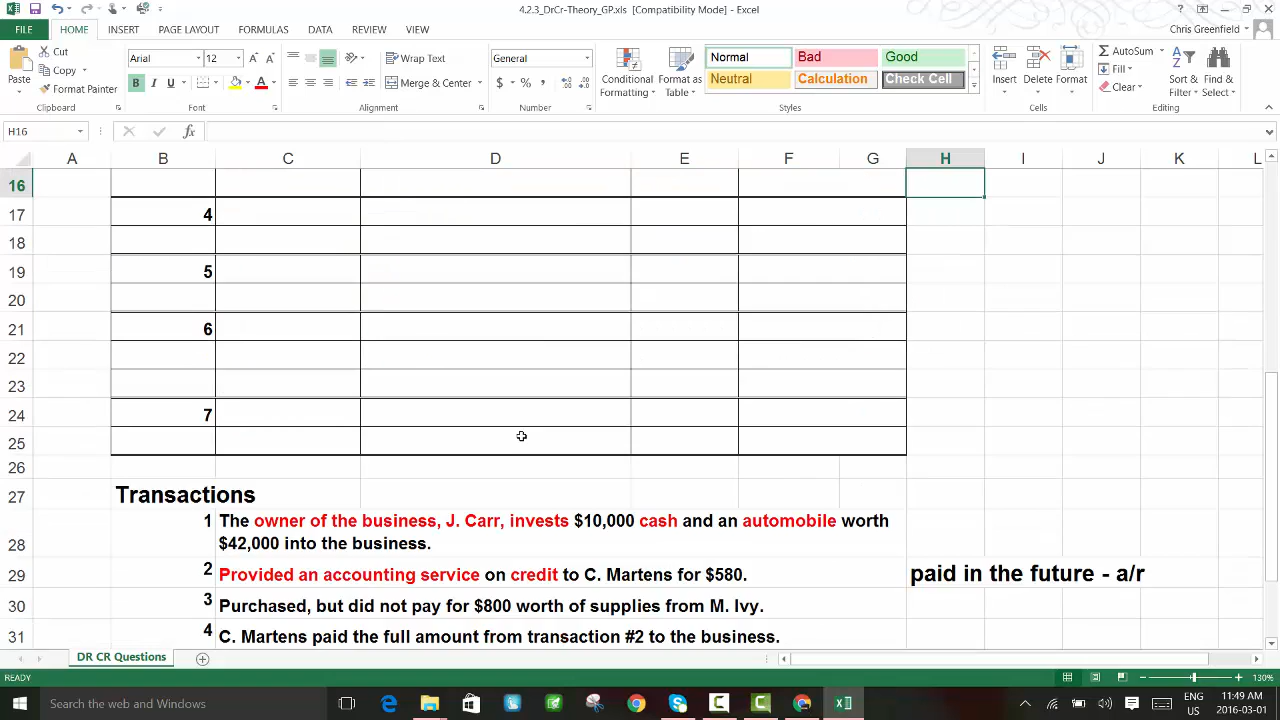 4.2.3_DrCr-Theory_GP.xls [Compatibility Mode] - Excel
FILE HOME INSERT PAGE LAYOUT FORMULAS DATA REVIEW VIEW Chris Greenfield
Paste Cut Copy Format Painter Clipboard
Arial 12 B I U A Font
Wrap Text Merge & Center Alignment
General $ % , Number
Conditional Formatting Format as Table
Normal Bad Good
Neutral Calculation Check Cell
Styles
Insert Delete Format Cells
AutoSum Fill Clear Sort & Filter Find & Select Editing
H16 fx
A B C D E F G H I J K L
16
17 4
18
19 5
20
21 6
22
23
24 7
25
26
27 Transactions
28 1 The owner of the business, J. Carr, invests $10,000 cash and an automobile worth
$42,000 into the business.
29 2 Provided an accounting service on credit to C. Martens for $580. paid in the future - a/r
30 3 Purchased, but did not pay for $800 worth of supplies from M. Ivy.
31 4 C. Martens paid the full amount from transaction #2 to the business.
DR CR Questions
READY 130%
Search the web and Windows
ENG 11:49 AM
US 2016-03-01